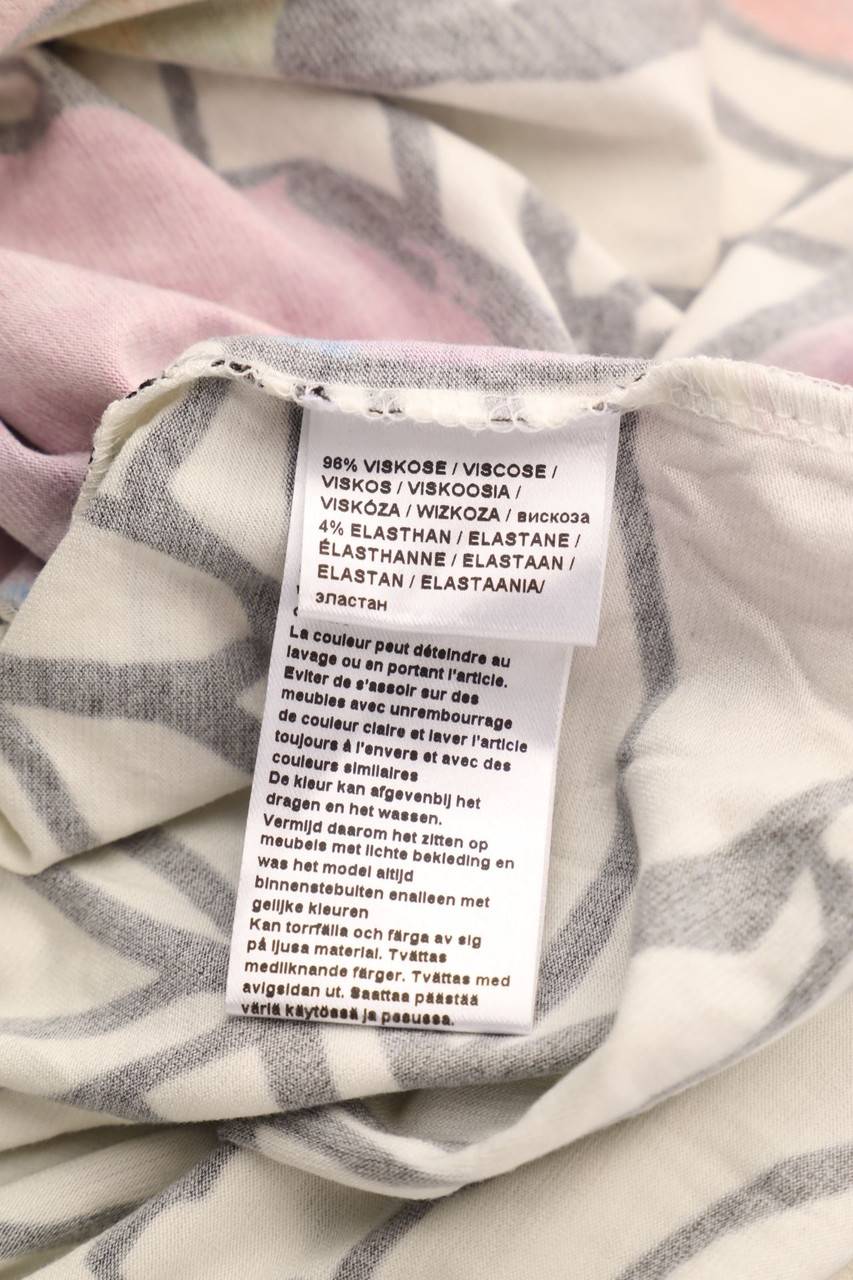 96% VISKOSE / VISCOSE /
VISKOS / VISKOOSIA /
VISKÓZA / WIZKOZA / вискоза
4% ELASTHAN / ELASTANE /
ÉLASTHANNE / ELASTAAN /
ELASTAN / ELASTAANIA/
эластан
La couleur peut déteindre au
lavage ou en portant l'article.
Eviter de s'assoir sur des
meubles avec unrembourrage
de couleur claire et laver l'article
toujours à l'envers et avec des
couleurs similaires
De kleur kan afgevenbij het
dragen en het wassen.
Vermijd daarom het zitten op
meubels met lichte bekleding en
was het model altijd
binnenstebuiten enalleen met
gelijke kleuren
Kan torrfälla och färga av sig
på ljusa material. Tvättas
mediiknande färger. Tvättas med
avigsidan ut. Saattaa päästää
väriä käytössä ja pesussa.